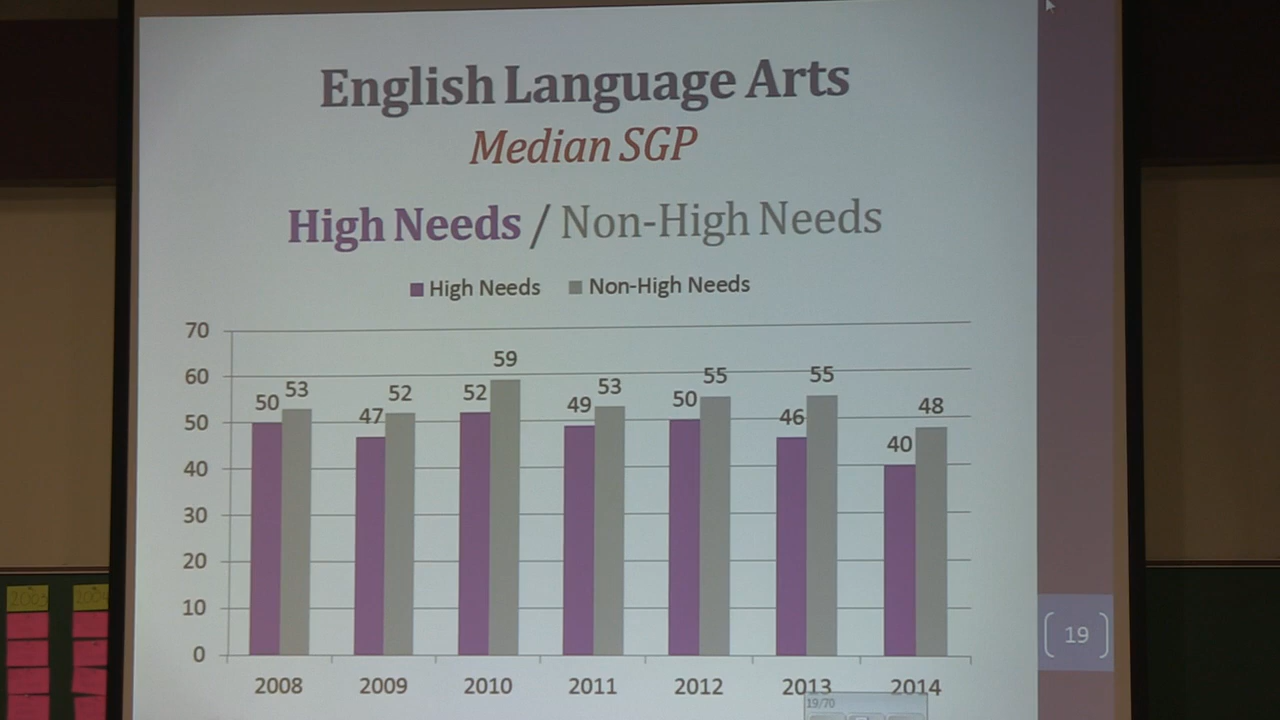 English Language Arts
Median SGP
High Needs / Non-High Needs
High Needs Non-High Needs
70
60
50
40
30
20
10
0
50 53 47 52 52 59 49 53 50 55 46 55 40 48
2008 2009 2010 2011 2012 2013 2014
19
19/70
2003 2004